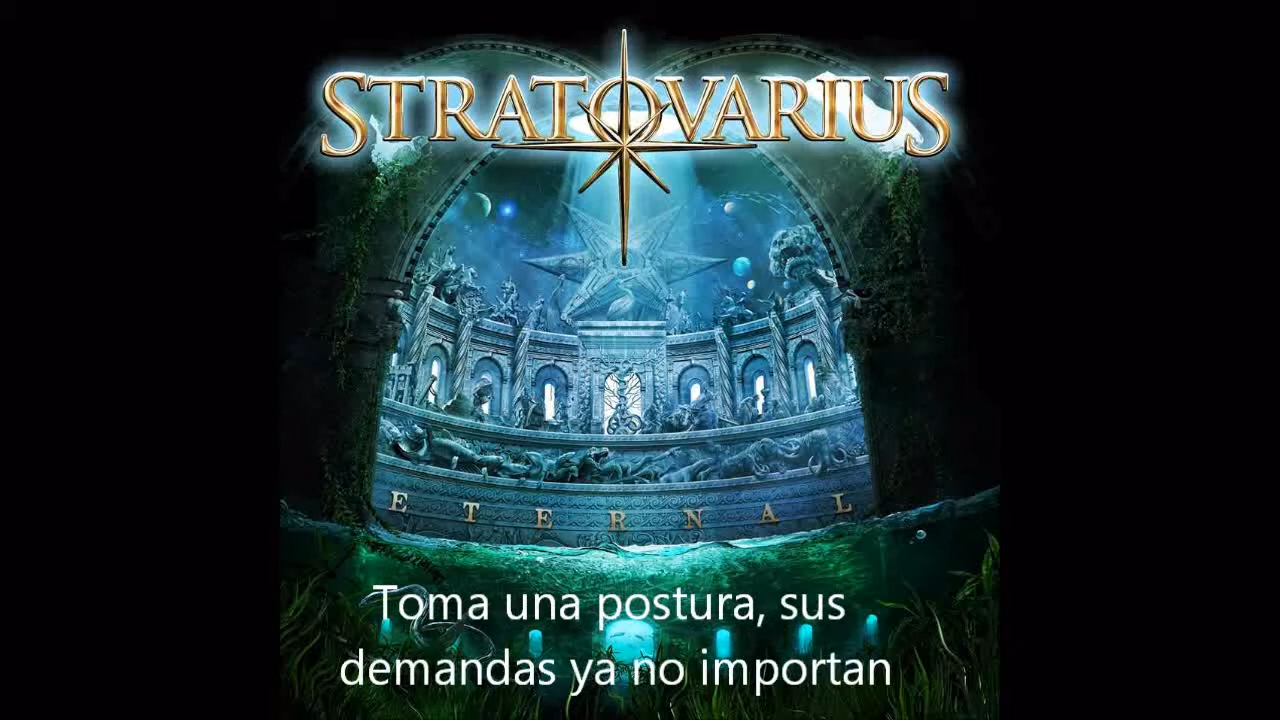 STRATOVARIUS
ETERNAL
Toma una postura, sus
demandas ya no importan